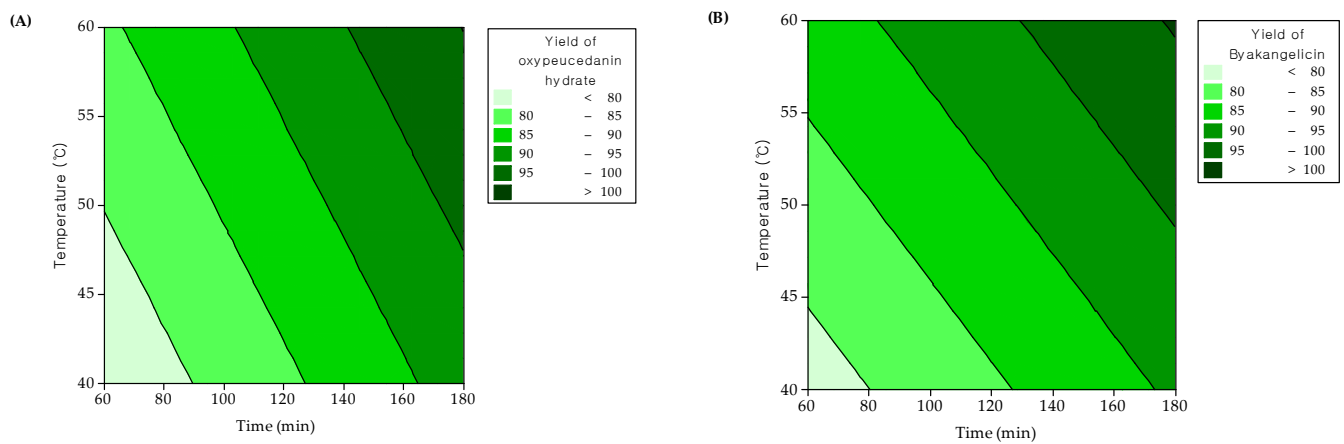 (A)
60
55
50
45
40
Temperature (℃)
60 80 100 120 140 160 180
Time (min)
Yield of
oxypeucedanin
hydrate
< 80
80 – 85
85 – 90
90 – 95
95 – 100
> 100
(B)
60
55
50
45
40
Temperature (℃)
60 80 100 120 140 160 180
Time (min)
Yield of
Byakangelicin
< 80
80 – 85
85 – 90
90 – 95
95 – 100
> 100